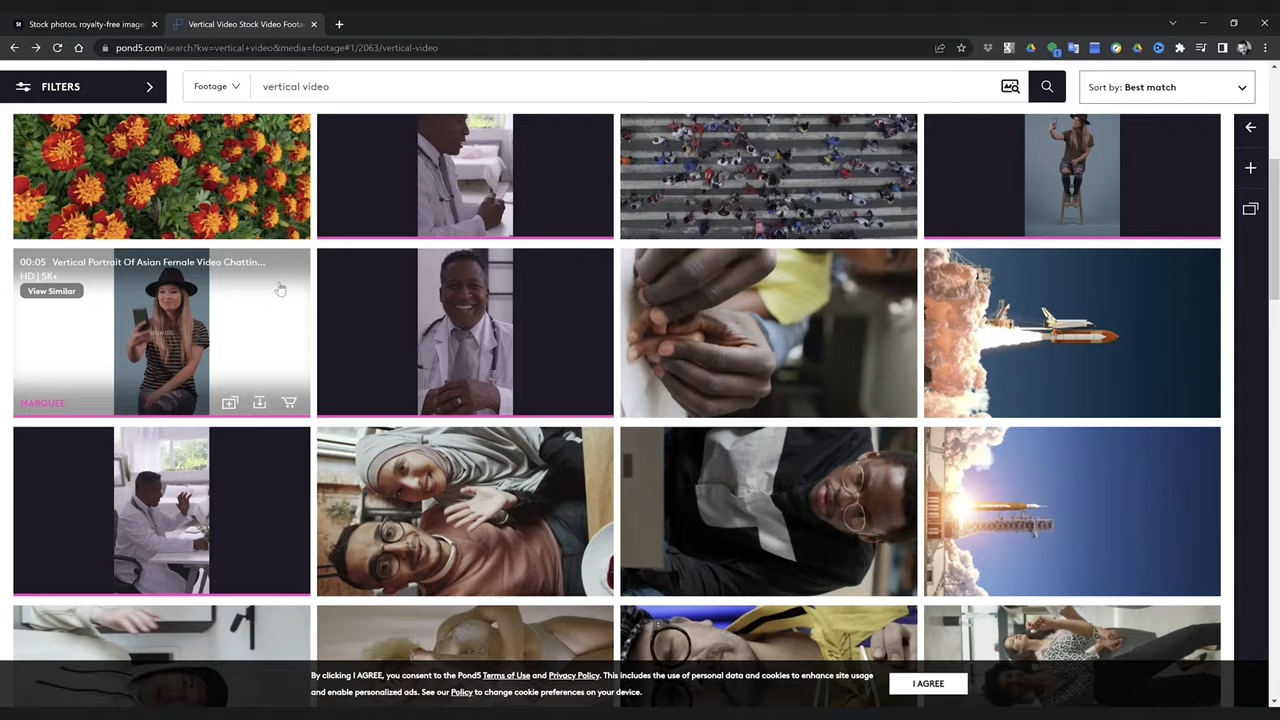 Stock photos, royalty-free image
Vertical Video Stock Video Foota
pond5.com/search?kw=vertical+video&media=footage#1/2063/vertical-video
FILTERS
Footage
vertical video
Sort by: Best match
00:05 Vertical Portrait Of Asian Female Video Chattin...
HD | 5K+
View Similar
POND5
MARQUEE
By clicking I AGREE, you consent to the Pond5 Terms of Use and Privacy Policy. This includes the use of personal data and cookies to enhance site usage
and enable personalized ads. See our Policy to change cookie preferences on your device.
I AGREE